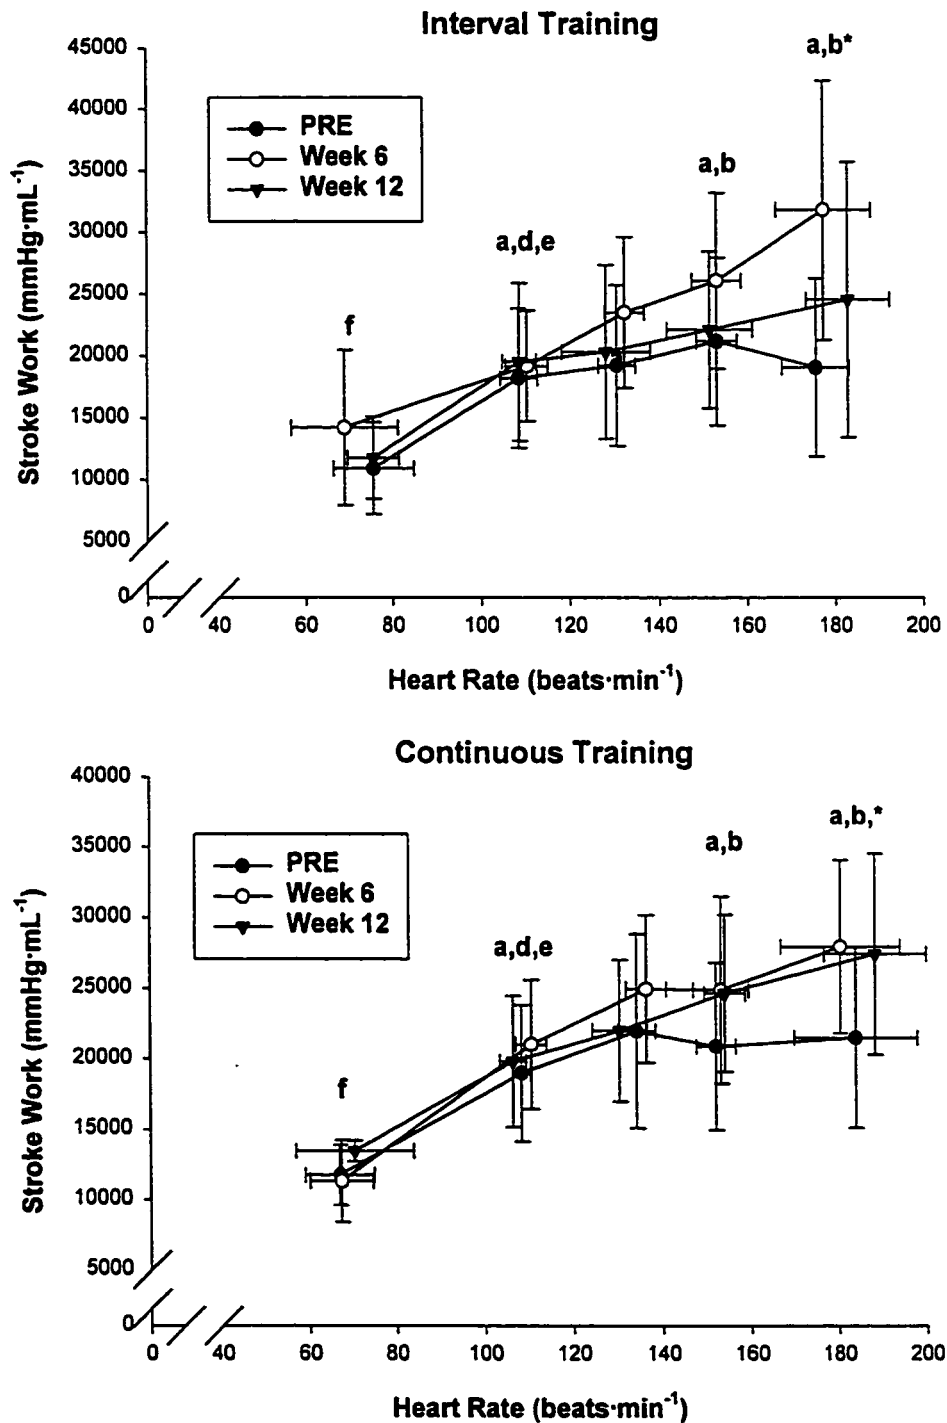 Interval Training
45000
40000
35000
30000
25000
20000
15000
10000
5000
0
Stroke Work (mmHg·mL⁻¹)
PRE
Week 6
Week 12
f
a,d,e
a,b
a,b*
0
40
60
80
100
120
140
160
180
200
Heart Rate (beats·min⁻¹)
Continuous Training
40000
35000
30000
25000
20000
15000
10000
5000
0
Stroke Work (mmHg·mL⁻¹)
PRE
Week 6
Week 12
f
a,d,e
a,b
a,b,*
0
40
60
80
100
120
140
160
180
200
Heart Rate (beats·min⁻¹)